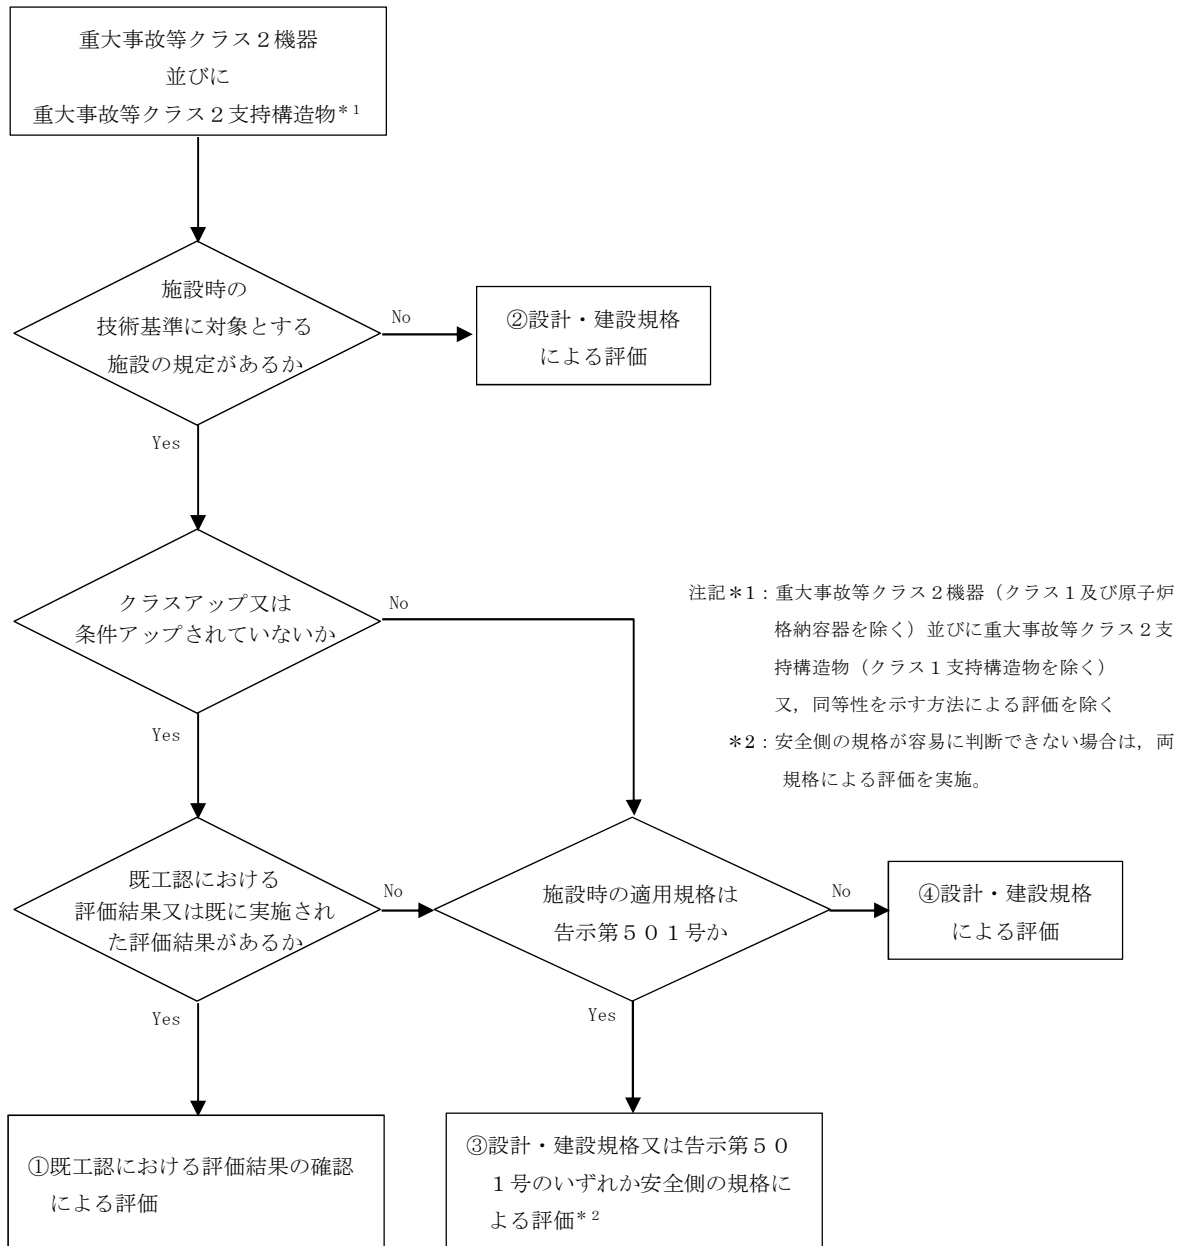 重大事故等クラス２機器
並びに
重大事故等クラス２支持構造物＊１
施設時の
技術基準に対象とする
施設の規定があるか
No
②設計・建設規格
による評価
Yes
クラスアップ又は
条件アップされていないか
No
注記＊1：重大事故等クラス２機器（クラス１及び原子炉
格納容器を除く）並びに重大事故等クラス２支
持構造物（クラス１支持構造物を除く）
又，同等性を示す方法による評価を除く
＊2：安全側の規格が容易に判断できない場合は，両
規格による評価を実施。
Yes
既工認における
評価結果又は既に実施され
た評価結果があるか
No
施設時の適用規格は
告示第５０１号か
No
④設計・建設規格
による評価
Yes
Yes
①既工認における評価結果の確認
による評価
③設計・建設規格又は告示第５０
１号のいずれか安全側の規格に
よる評価＊２